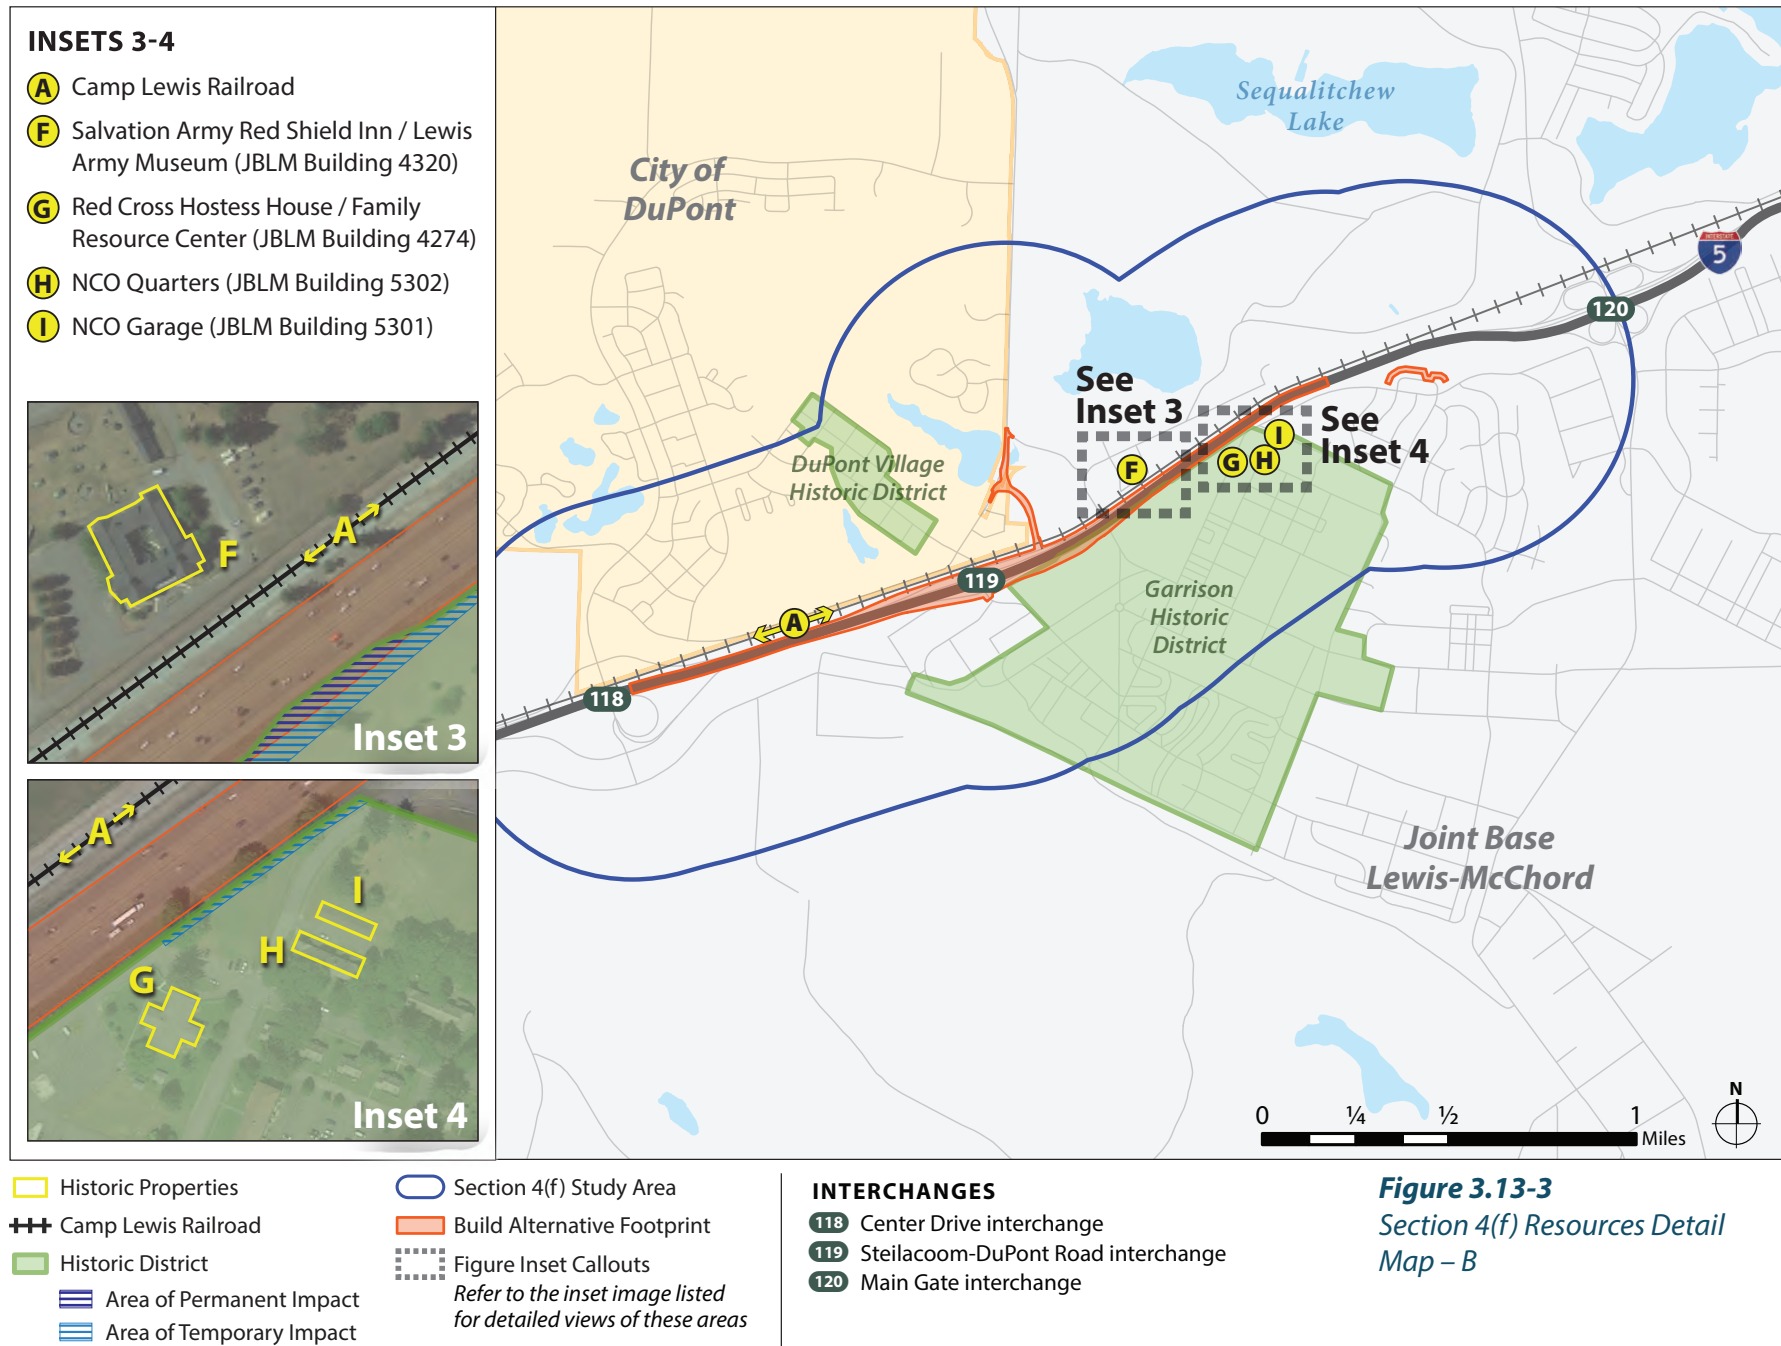 INSETS 3-4
A Camp Lewis Railroad
F Salvation Army Red Shield Inn / Lewis
Army Museum (JBLM Building 4320)
G Red Cross Hostess House / Family
Resource Center (JBLM Building 4274)
H NCO Quarters (JBLM Building 5302)
I NCO Garage (JBLM Building 5301)
A
F
Inset 3
A
I
H
G
Inset 4
City of
DuPont
Sequalitchew
Lake
INTERSTATE
5
120
See
Inset 3
See
Inset 4
F
I
G
H
DuPont Village
Historic District
119
Garrison
Historic
District
A
118
Joint Base
Lewis-McChord
0 ¼ ½ 1
Miles
N
Historic Properties
Camp Lewis Railroad
Historic District
Area of Permanent Impact
Area of Temporary Impact
Section 4(f) Study Area
Build Alternative Footprint
Figure Inset Callouts
Refer to the inset image listed
for detailed views of these areas
INTERCHANGES
118 Center Drive interchange
119 Steilacoom-DuPont Road interchange
120 Main Gate interchange
Figure 3.13-3
Section 4(f) Resources Detail
Map – B